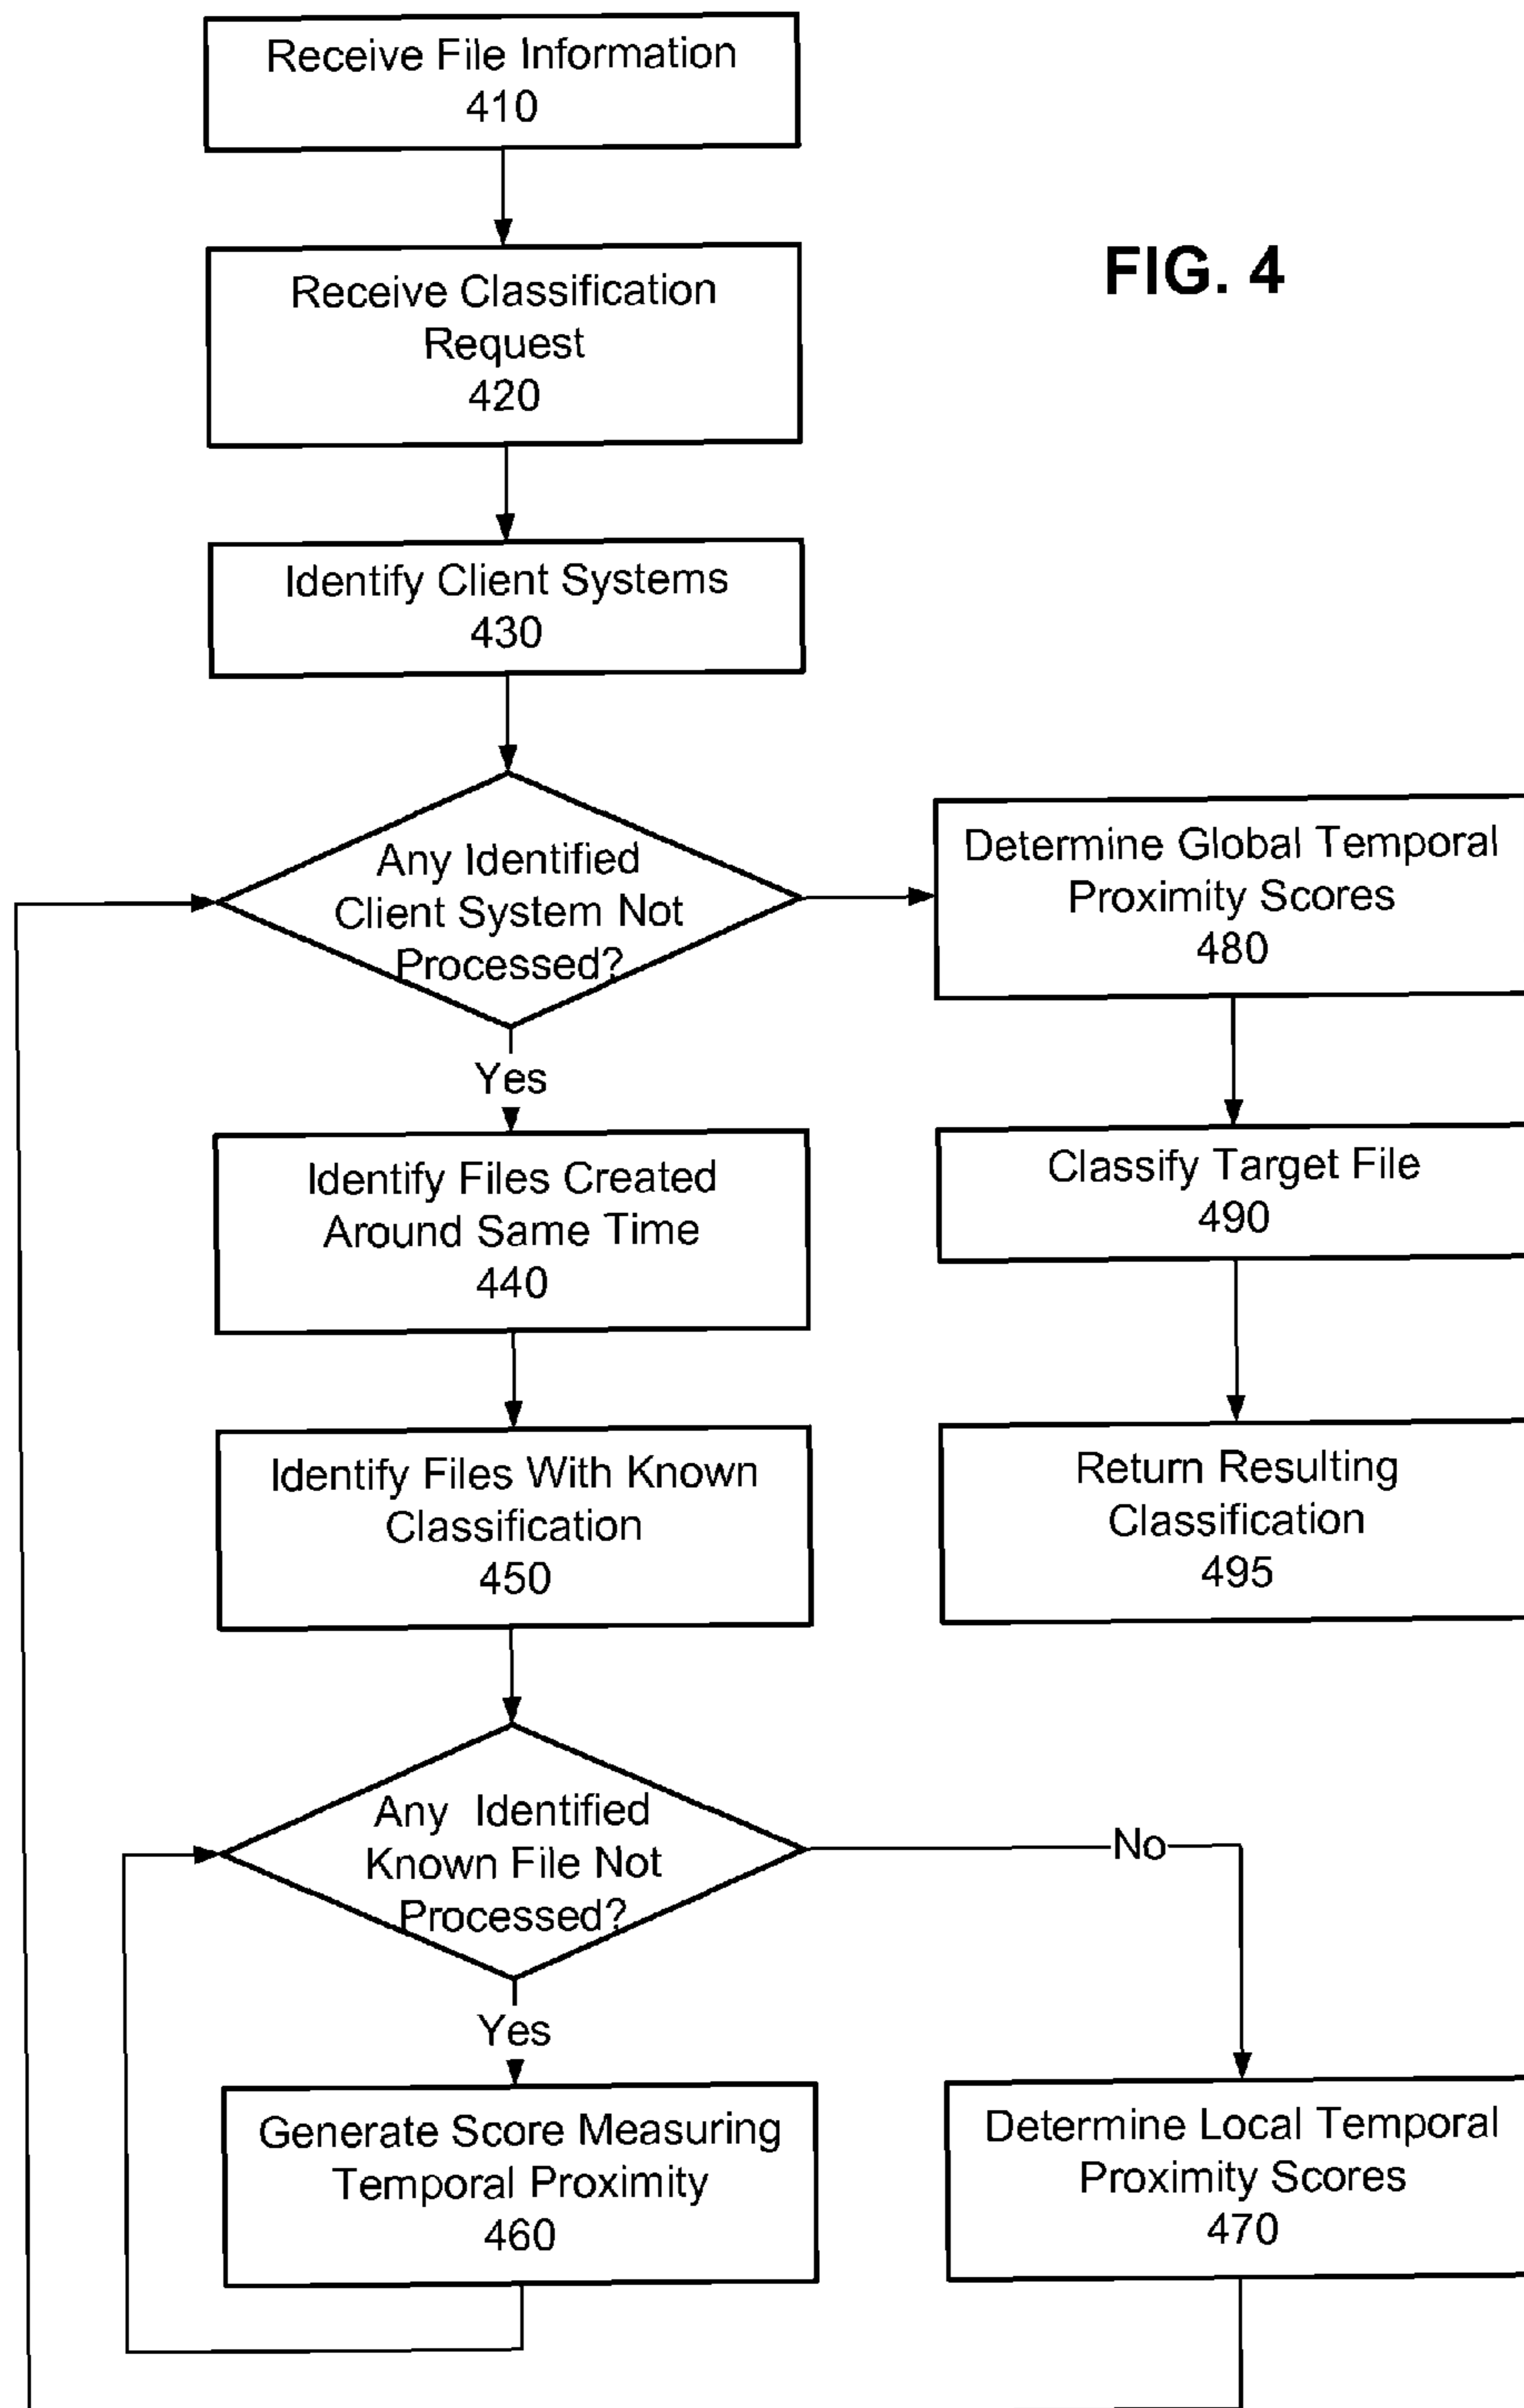 Receive File Information
410
FIG. 4
Receive Classification
Request
420
Identify Client Systems
430
Any Identified
Client System Not
Processed?
Determine Global Temporal
Proximity Scores
480
Yes
Identify Files Created
Around Same Time
440
Classify Target File
490
Identify Files With Known
Classification
450
Return Resulting
Classification
495
Any Identified
Known File Not
Processed?
No
Yes
Generate Score Measuring
Temporal Proximity
460
Determine Local Temporal
Proximity Scores
470